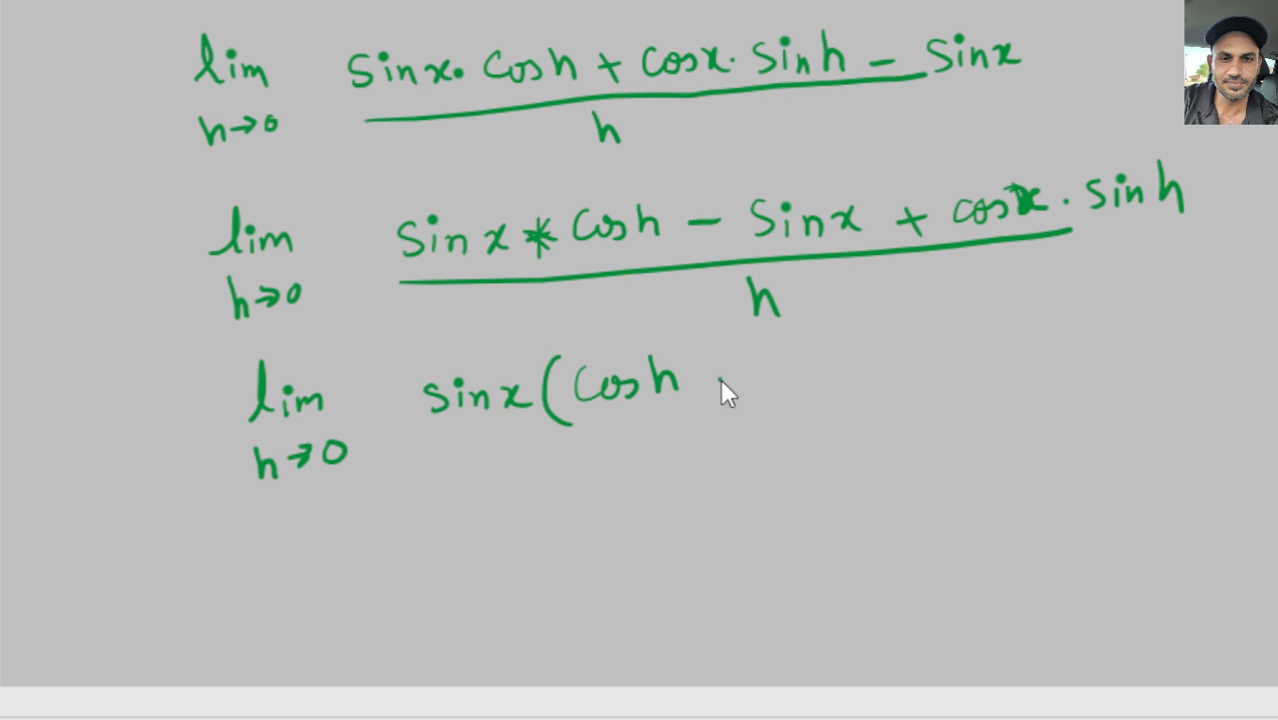 lim sinx. cosh + cosx. sinh - sinx
h→0 h
lim sinx * cosh - sinx + cosx. sinh
h→0 h
lim sinx(cosh
h→0